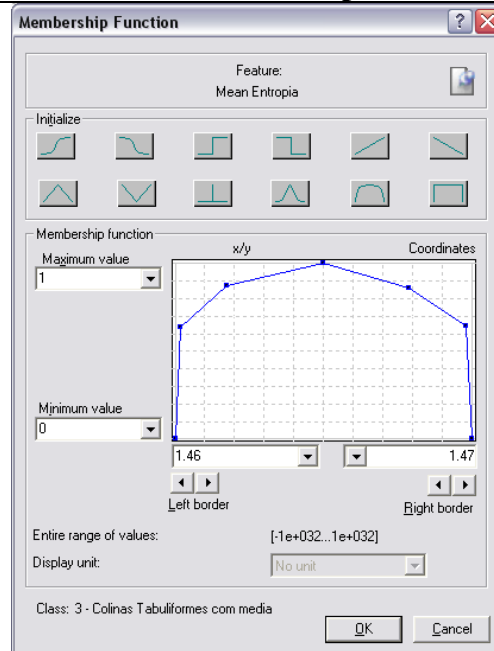 Membership Function
Feature:
Mean Entropia
Initialize
Membership function
x/y
Coordinates
Maximum value
1
Minimum value
0
1.46
1.47
Left border
Right border
Entire range of values:
[-1e+032...1e+032]
Display unit:
No unit
Class: 3 - Colinas Tabuliformes com media
OK
Cancel